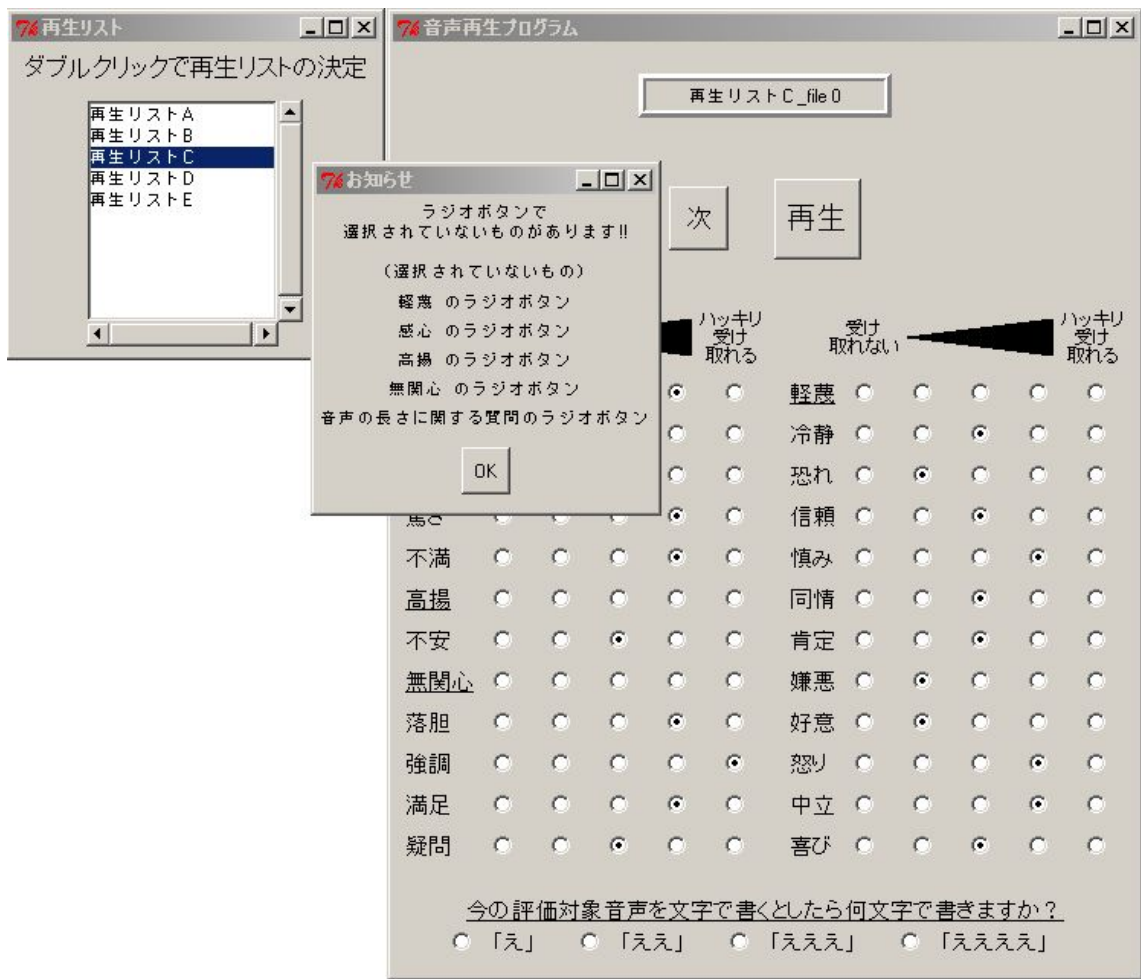 再生リスト
ダブルクリックで再生リストの決定
再生リストA
再生リストB
再生リストC
再生リストD
再生リストE
音声再生プログラム
再生リストC_file0
次
再生
お知らせ
ラジオボタンで
選択されていないものがあります!!
(選択されていないもの)
軽蔑 のラジオボタン
感心 のラジオボタン
高揚 のラジオボタン
無関心 のラジオボタン
音声の長さに関する質問のラジオボタン
OK
ハッキリ
受け
取れる
受け
取れない
ハッキリ
受け
取れる
軽蔑
冷静
恐れ
驚き 信頼
不満 慎み
高揚 同情
不安 肯定
無関心 嫌悪
落胆 好意
強調 怒り
満足 中立
疑問 喜び
今の評価対象音声を文字で書くとしたら何文字で書きますか？
「え」 「ええ」 「えええ」 「ええええ」